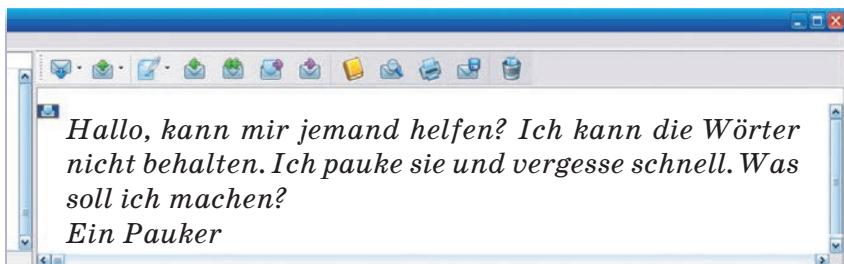 Hallo, kann mir jemand helfen? Ich kann die Wörter
nicht behalten. Ich pauke sie und vergesse schnell. Was
soll ich machen?
Ein Pauker